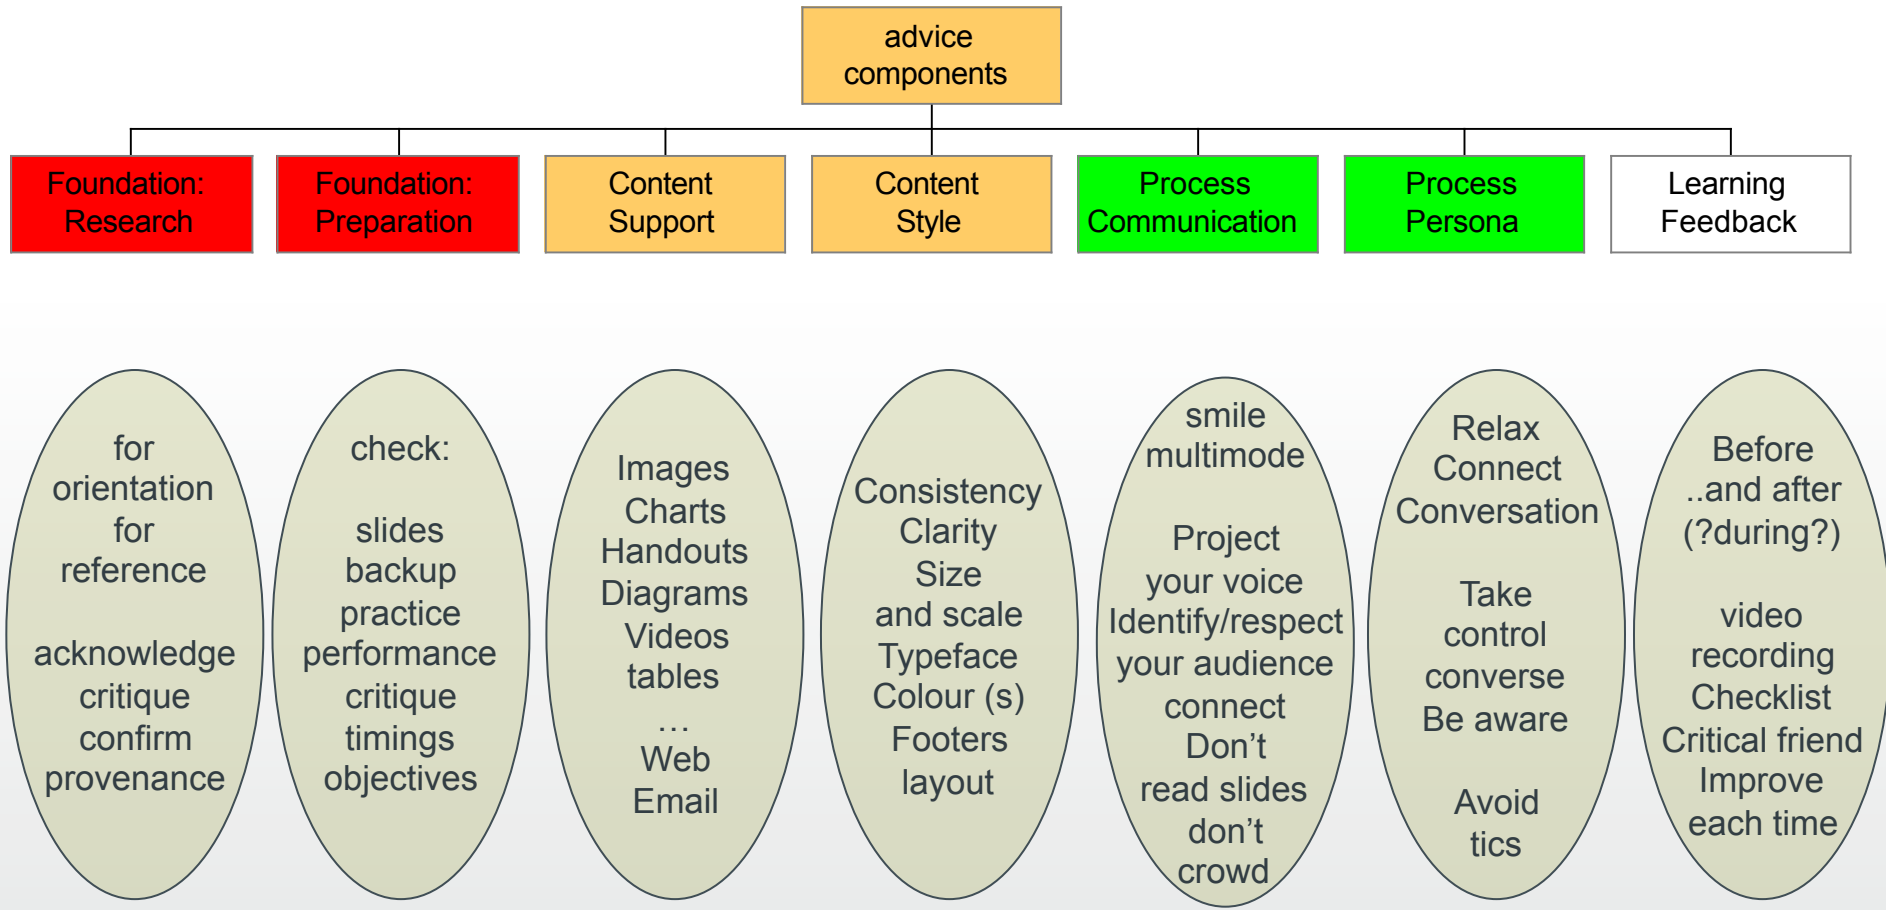 advice
components
Foundation:
Research
Foundation:
Preparation
Content
Support
Content
Style
Process
Communication
Process
Persona
Learning
Feedback
for
orientation
for
reference
acknowledge
critique
confirm
provenance
check:
slides
backup
practice
performance
critique
timings
objectives
Images
Charts
Handouts
Diagrams
Videos
tables
…
Web
Email
Consistency
Clarity
Size
and scale
Typeface
Colour (s)
Footers
layout
smile
multimode
Project
your voice
Identify/respect
your audience
connect
Don’t
read slides
don’t
crowd
Relax
Connect
Conversation
Take
control
converse
Be aware
Avoid
tics
Before
..and after
(?during?)
video
recording
Checklist
Critical friend
Improve
each time